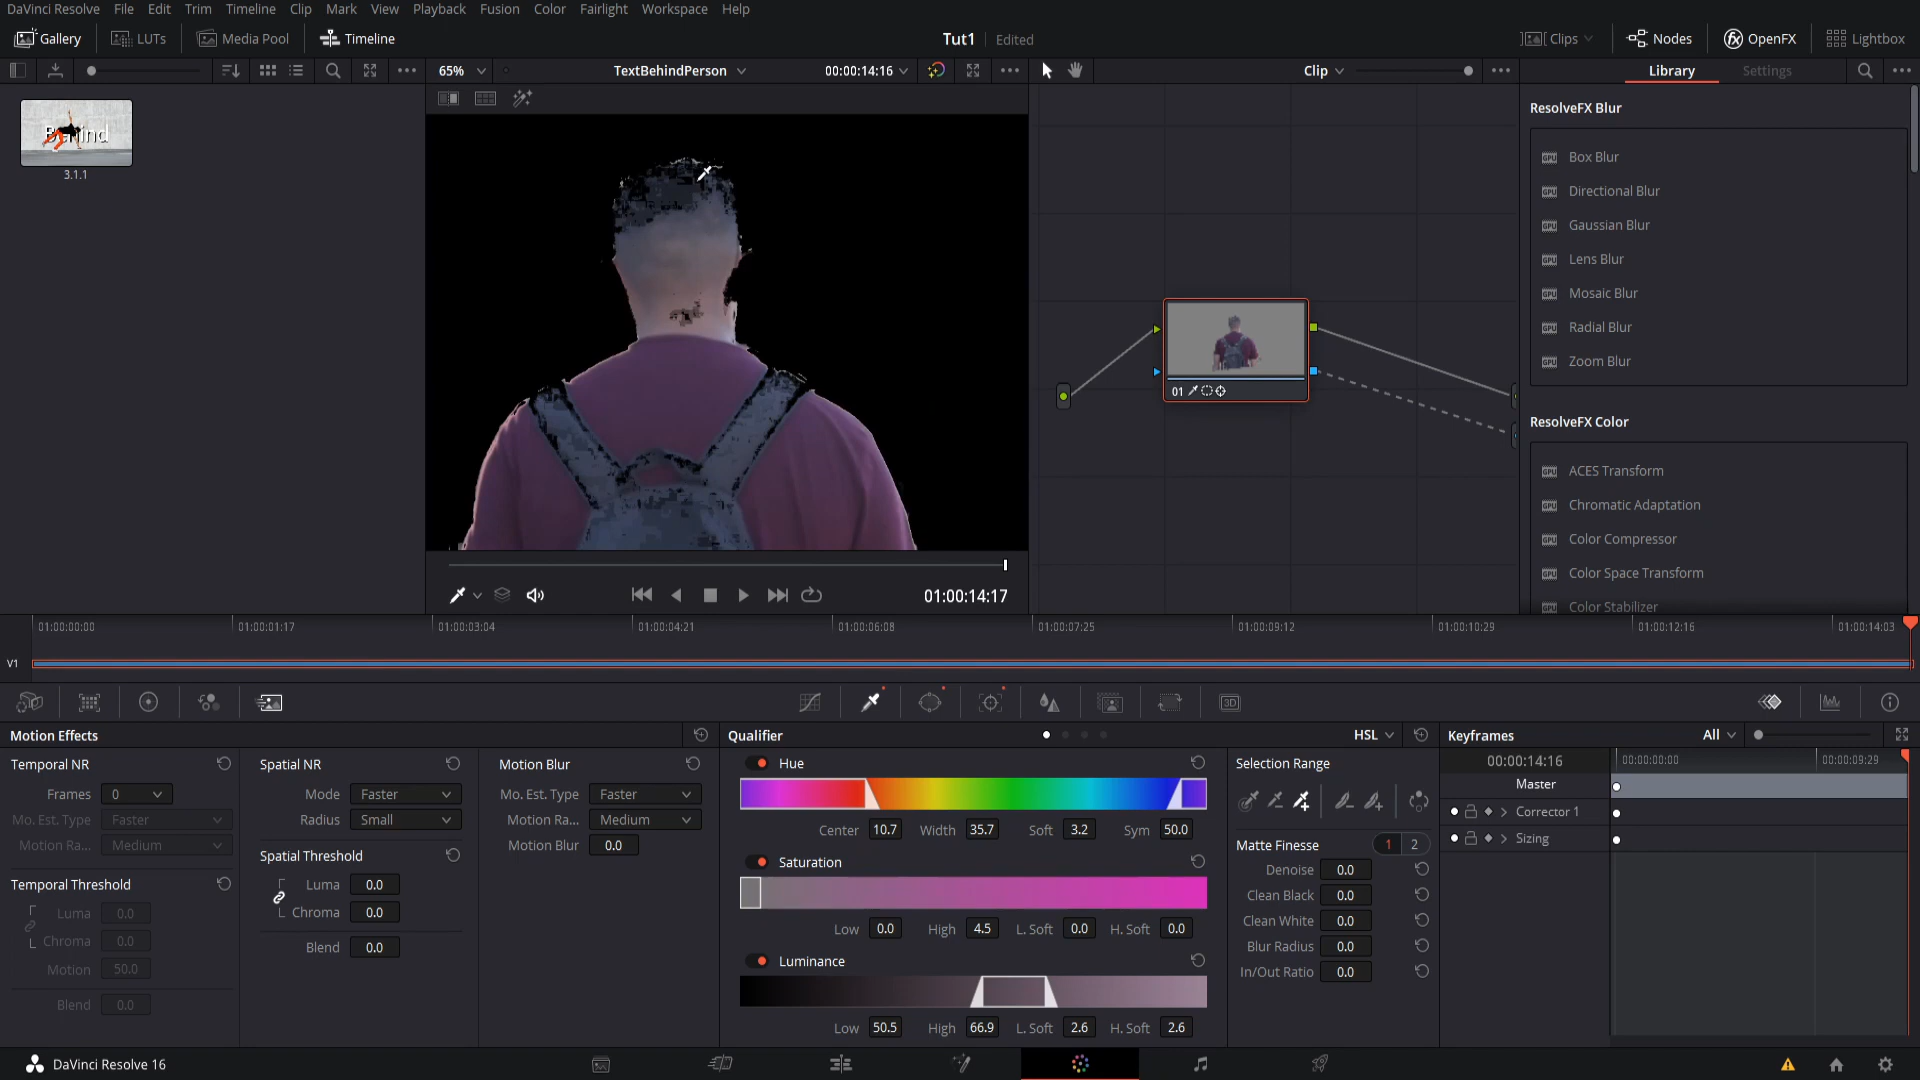 DaVinci Resolve File Edit Trim Timeline Clip Mark View Playback Fusion Color Fairlight Workspace Help
Gallery LUTs Media Pool Timeline Tut1 Edited Clips Nodes OpenFX Lightbox
65% TextBehindPerson 00:00:14:16 Clip Library Settings
ResolveFX Blur
Box Blur
Directional Blur
Gaussian Blur
Lens Blur
Mosaic Blur
Radial Blur
Zoom Blur
ResolveFX Color
ACES Transform
Chromatic Adaptation
Color Compressor
Color Space Transform
Color Stabilizer
3.1.1
01
01:00:14:17
01:00:00:00 01:00:01:17 01:00:03:04 01:00:04:21 01:00:06:08 01:00:07:25 01:00:09:12 01:00:10:29 01:00:12:16 01:00:14:03
V1
3D
Motion Effects
Temporal NR
Frames 0
Mo. Est. Type Faster
Motion Ra... Medium
Temporal Threshold
Luma 0.0
Chroma 0.0
Motion 50.0
Blend 0.0
Spatial NR
Mode Faster
Radius Small
Spatial Threshold
Luma 0.0
Chroma 0.0
Blend 0.0
Motion Blur
Mo. Est. Type Faster
Motion Ra... Medium
Motion Blur 0.0
Qualifier HSL
Hue
Center 10.7 Width 35.7 Soft 3.2 Sym 50.0
Saturation
Low 0.0 High 4.5 L. Soft 0.0 H. Soft 0.0
Luminance
Low 50.5 High 66.9 L. Soft 2.6 H. Soft 2.6
Selection Range
Matte Finesse 1 2
Denoise 0.0
Clean Black 0.0
Clean White 0.0
Blur Radius 0.0
In/Out Ratio 0.0
Keyframes All
00:00:14:16 00:00:00:00 00:00:09:29
Master
Corrector 1
Sizing
DaVinci Resolve 16